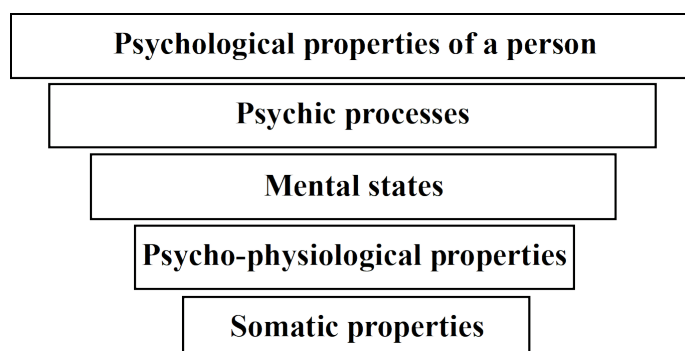 Psychological properties of a person
Psychic processes
Mental states
Psycho-physiological properties
Somatic properties